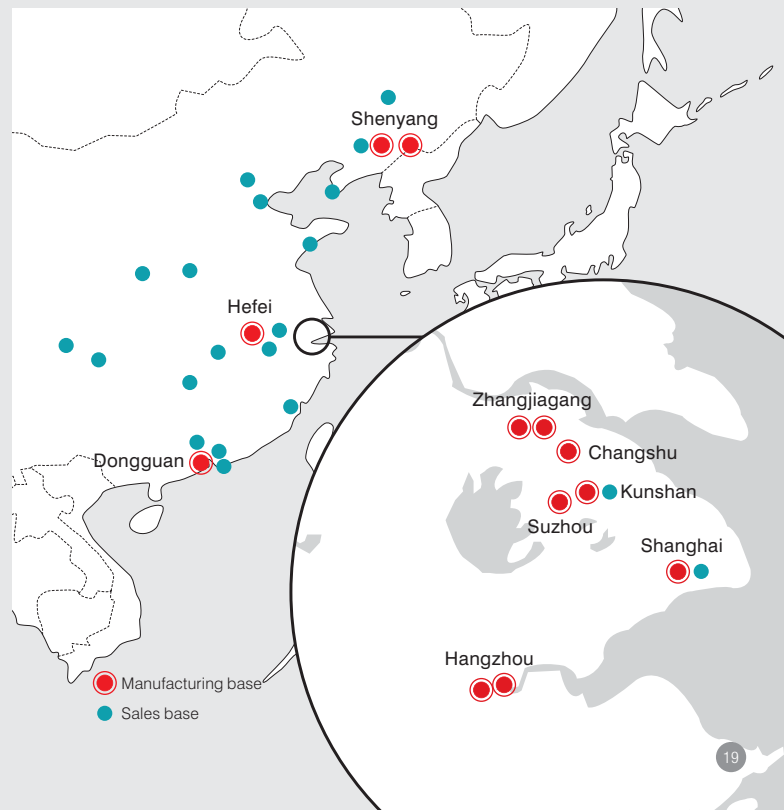 Shenyang
Hefei
Zhangjiagang
Changshu
Dongguan
Kunshan
Suzhou
Shanghai
Hangzhou
Manufacturing base
Sales base
19